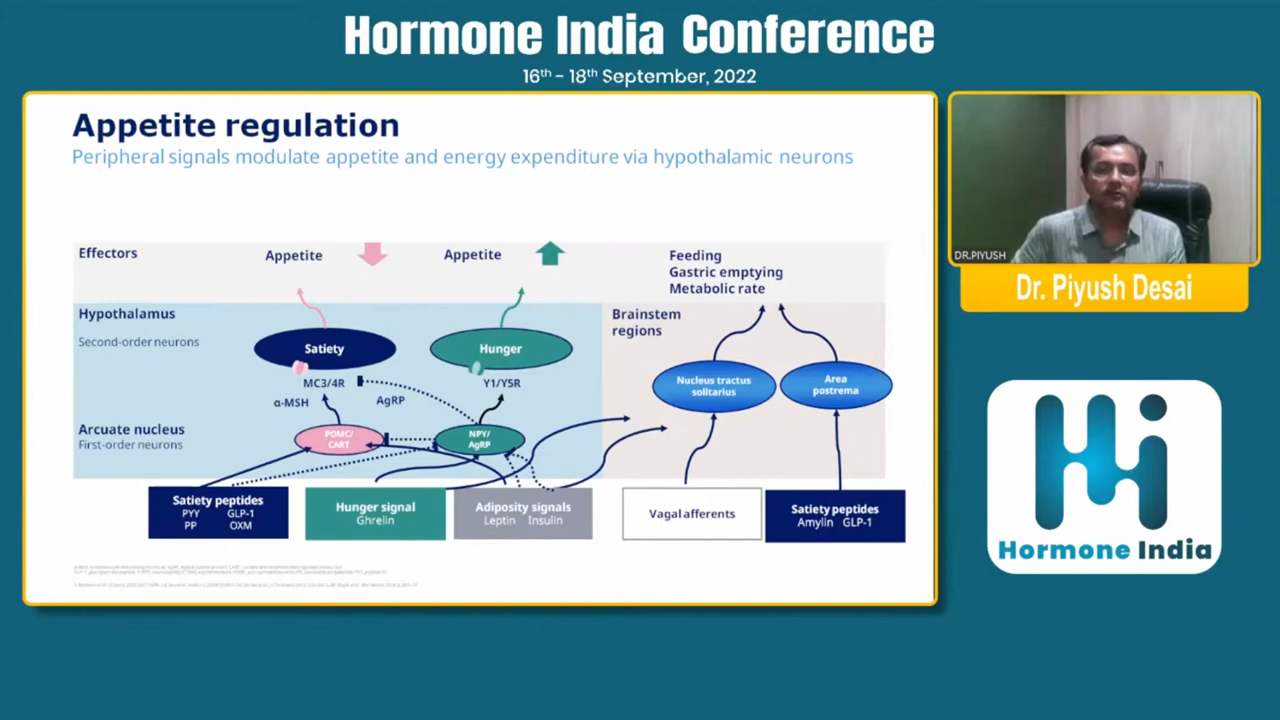 Hormone India Conference
16th - 18th September, 2022
Appetite regulation
Peripheral signals modulate appetite and energy expenditure via hypothalamic neurons
Effectors
Appetite
Appetite
Feeding
Gastric emptying
Metabolic rate
Hypothalamus
Second-order neurons
Satiety
Hunger
MC3/4R
Y1/Y5R
α-MSH
AgRP
Arcuate nucleus
First-order neurons
POMC/
CART
NPY/
AgRP
Brainstem
regions
Nucleus tractus
solitarius
Area
postrema
Satiety peptides
PYY GLP-1
PP OXM
Hunger signal
Ghrelin
Adiposity signals
Leptin Insulin
Vagal afferents
Satiety peptides
Amylin GLP-1
DR.PIYUSH
Dr. Piyush Desai
Hi
Hormone India